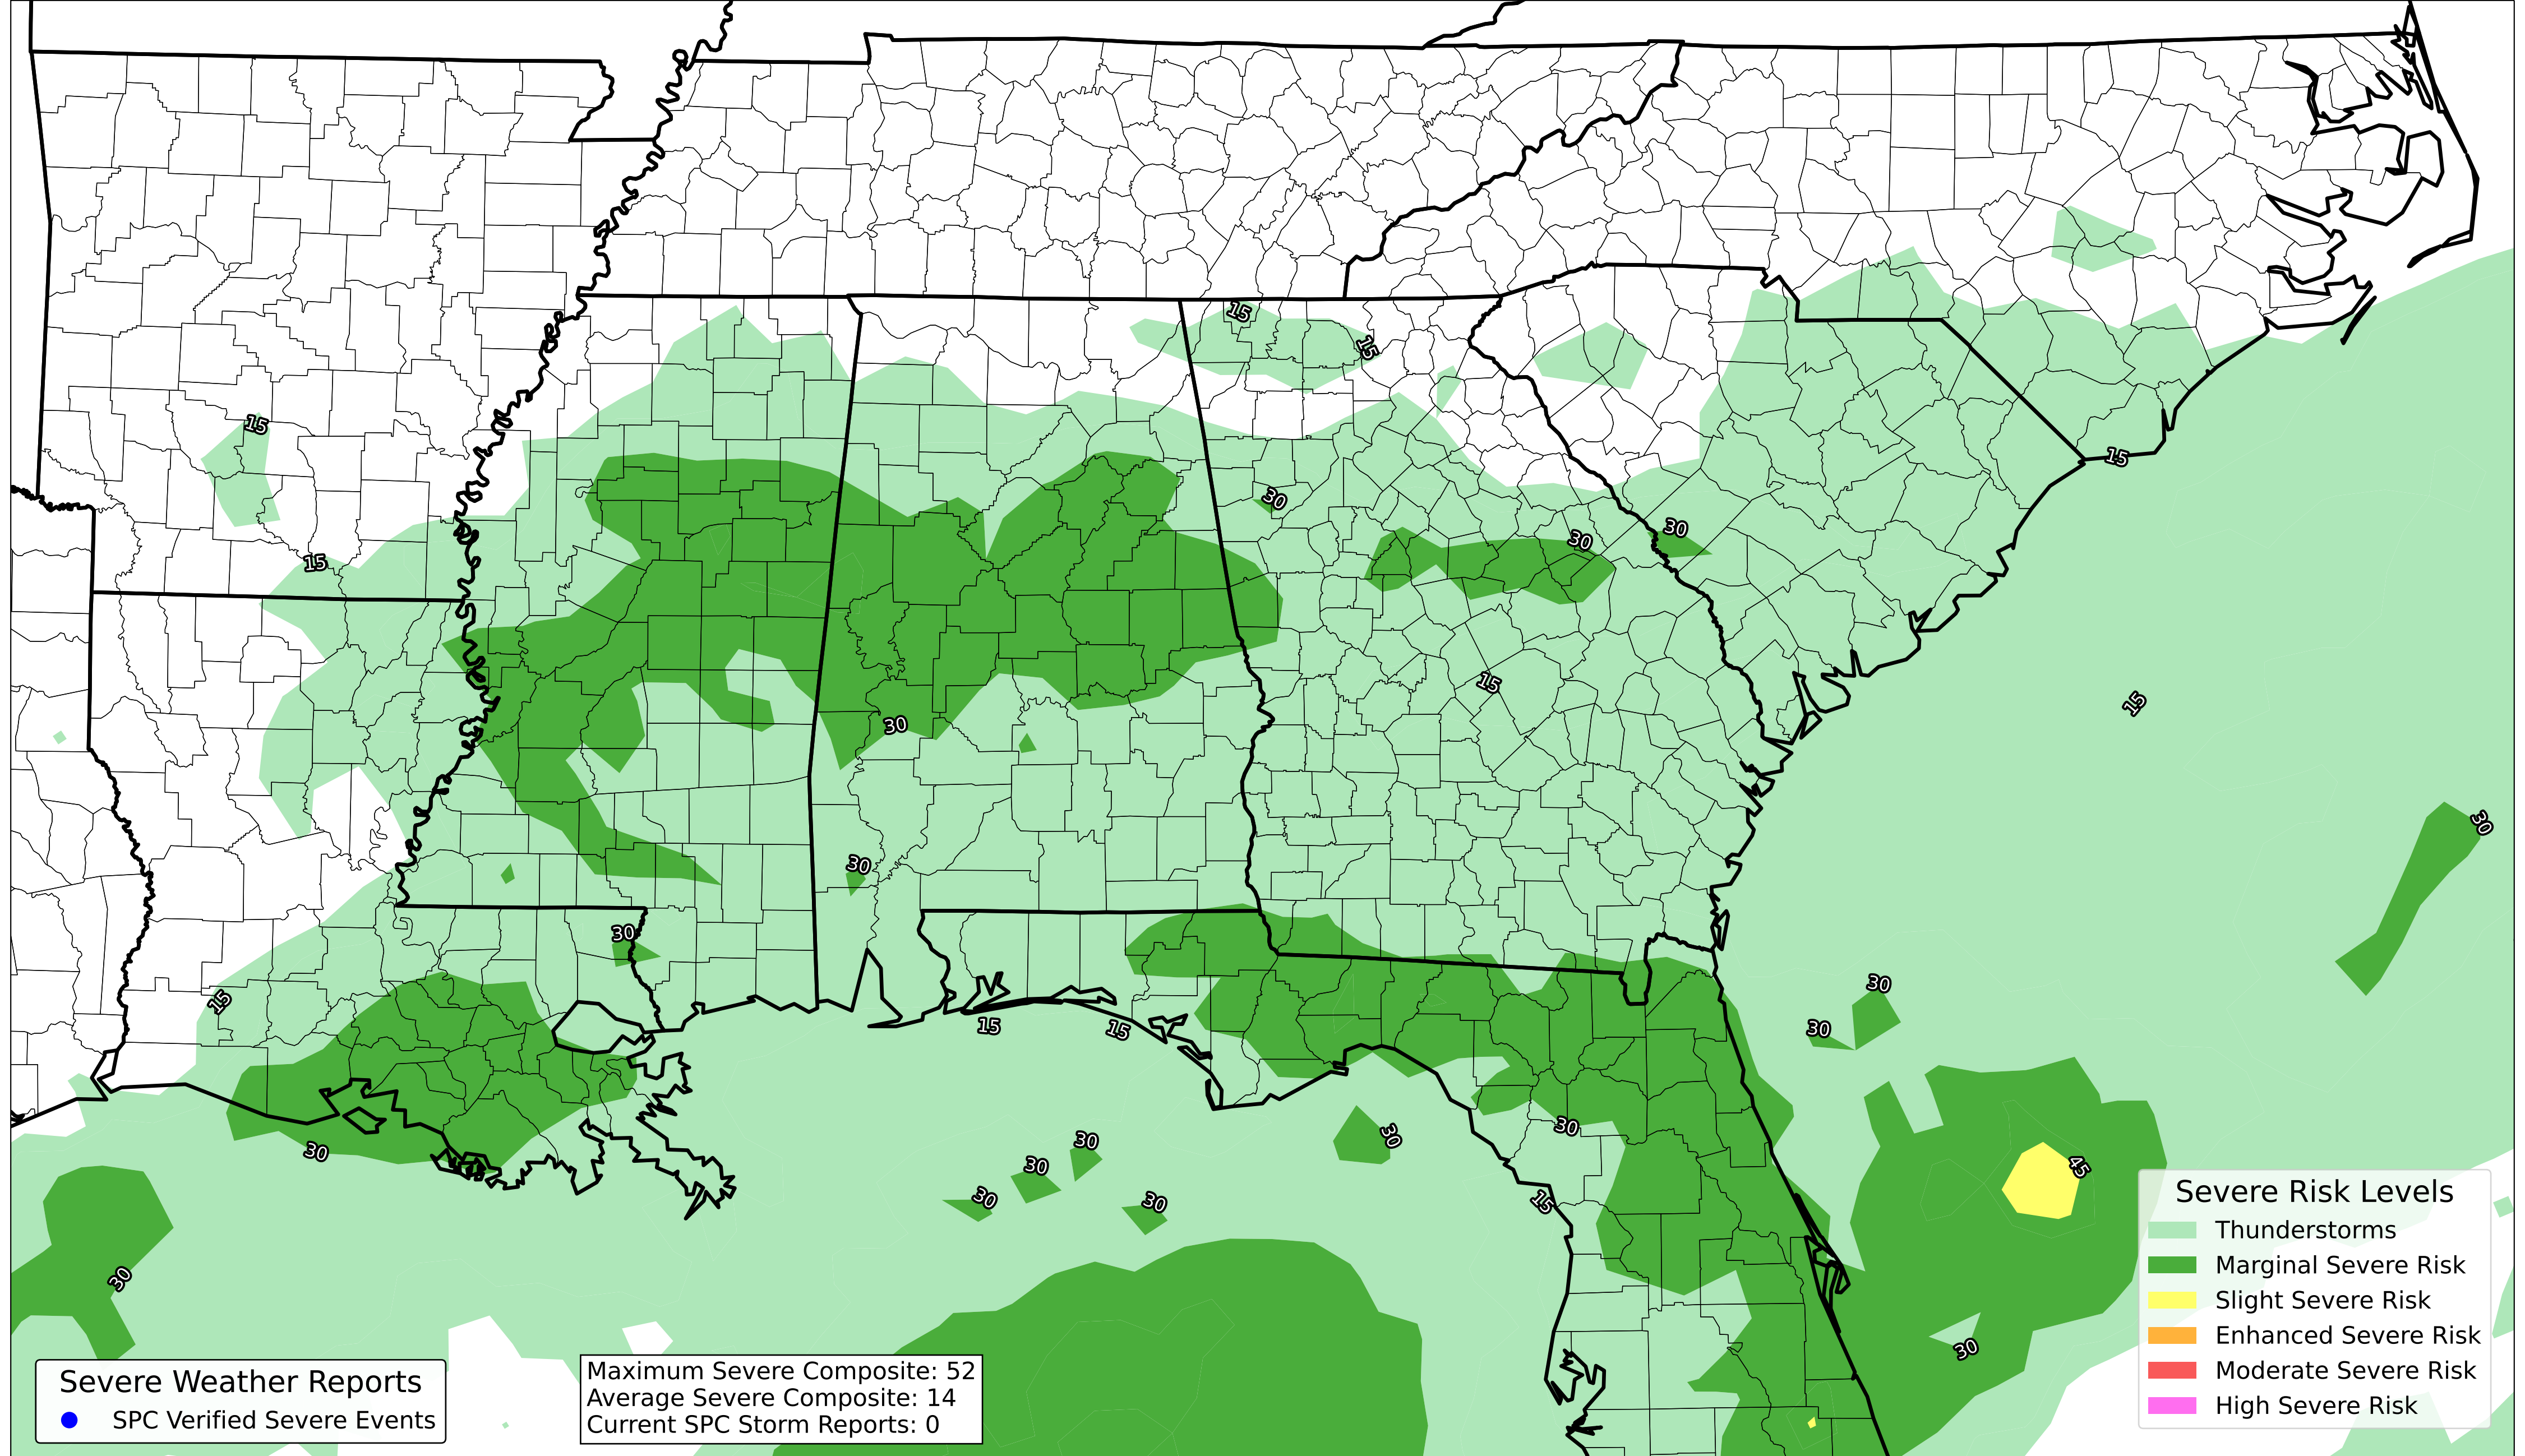 15
15
15
30
30
30
15
15
15
15
30
30
30
30
30
15
30
15
15
30
30
30
30
30
45
30
30
30
15
30
30
Severe Risk Levels
Thunderstorms
Marginal Severe Risk
Slight Severe Risk
Enhanced Severe Risk
Moderate Severe Risk
High Severe Risk
Severe Weather Reports
SPC Verified Severe Events
Maximum Severe Composite: 52
Average Severe Composite: 14
Current SPC Storm Reports: 0